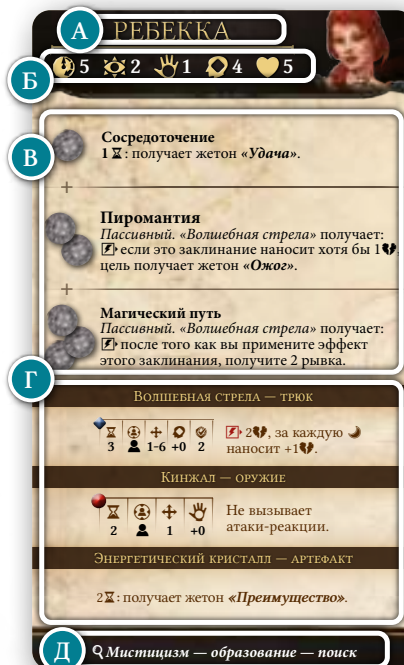 А
РЕБЕККА
Б
5 2 1 4 5
В
Сосредоточение
1 : получает жетон «Удача».
+
Пиромантия
Пассивный. «Волшебная стрела» получает:
если это заклинание наносит хотя бы 1 ,
цель получает жетон «Ожог».
+
Магический путь
Пассивный. «Волшебная стрела» получает:
после того как вы примените эффект
этого заклинания, получите 2 рывка.
Г
Волшебная стрела — трюк
3 1-6 +0 2
2 , за каждую
наносит +1 .
Кинжал — оружие
2 1 +0
Не вызывает
атаки-реакции.
Энергетический кристалл — артефакт
2 : получает жетон «Преимущество».
Д
Мистицизм — образование — поиск